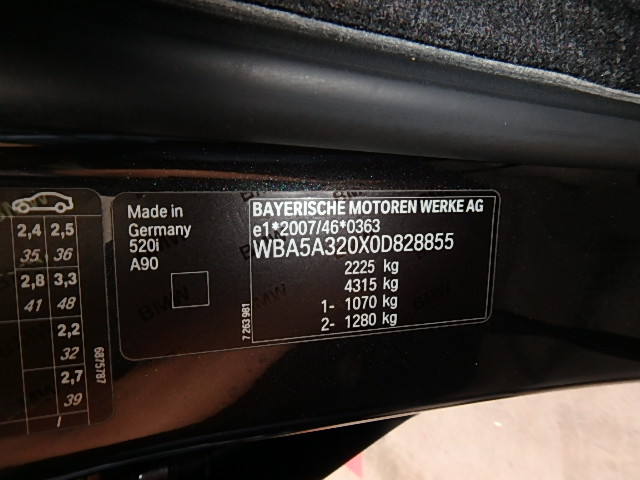 2,4 2,5
35 36
2,8 3,3
41 48
2,2
32
2,7
39
6875787
Made in
Germany
520i
A90
7 263 981
BAYERISCHE MOTOREN WERKE AG
e1*2007/46*0363
WBA5A320X0D828855
2225 kg
4315 kg
1- 1070 kg
2- 1280 kg